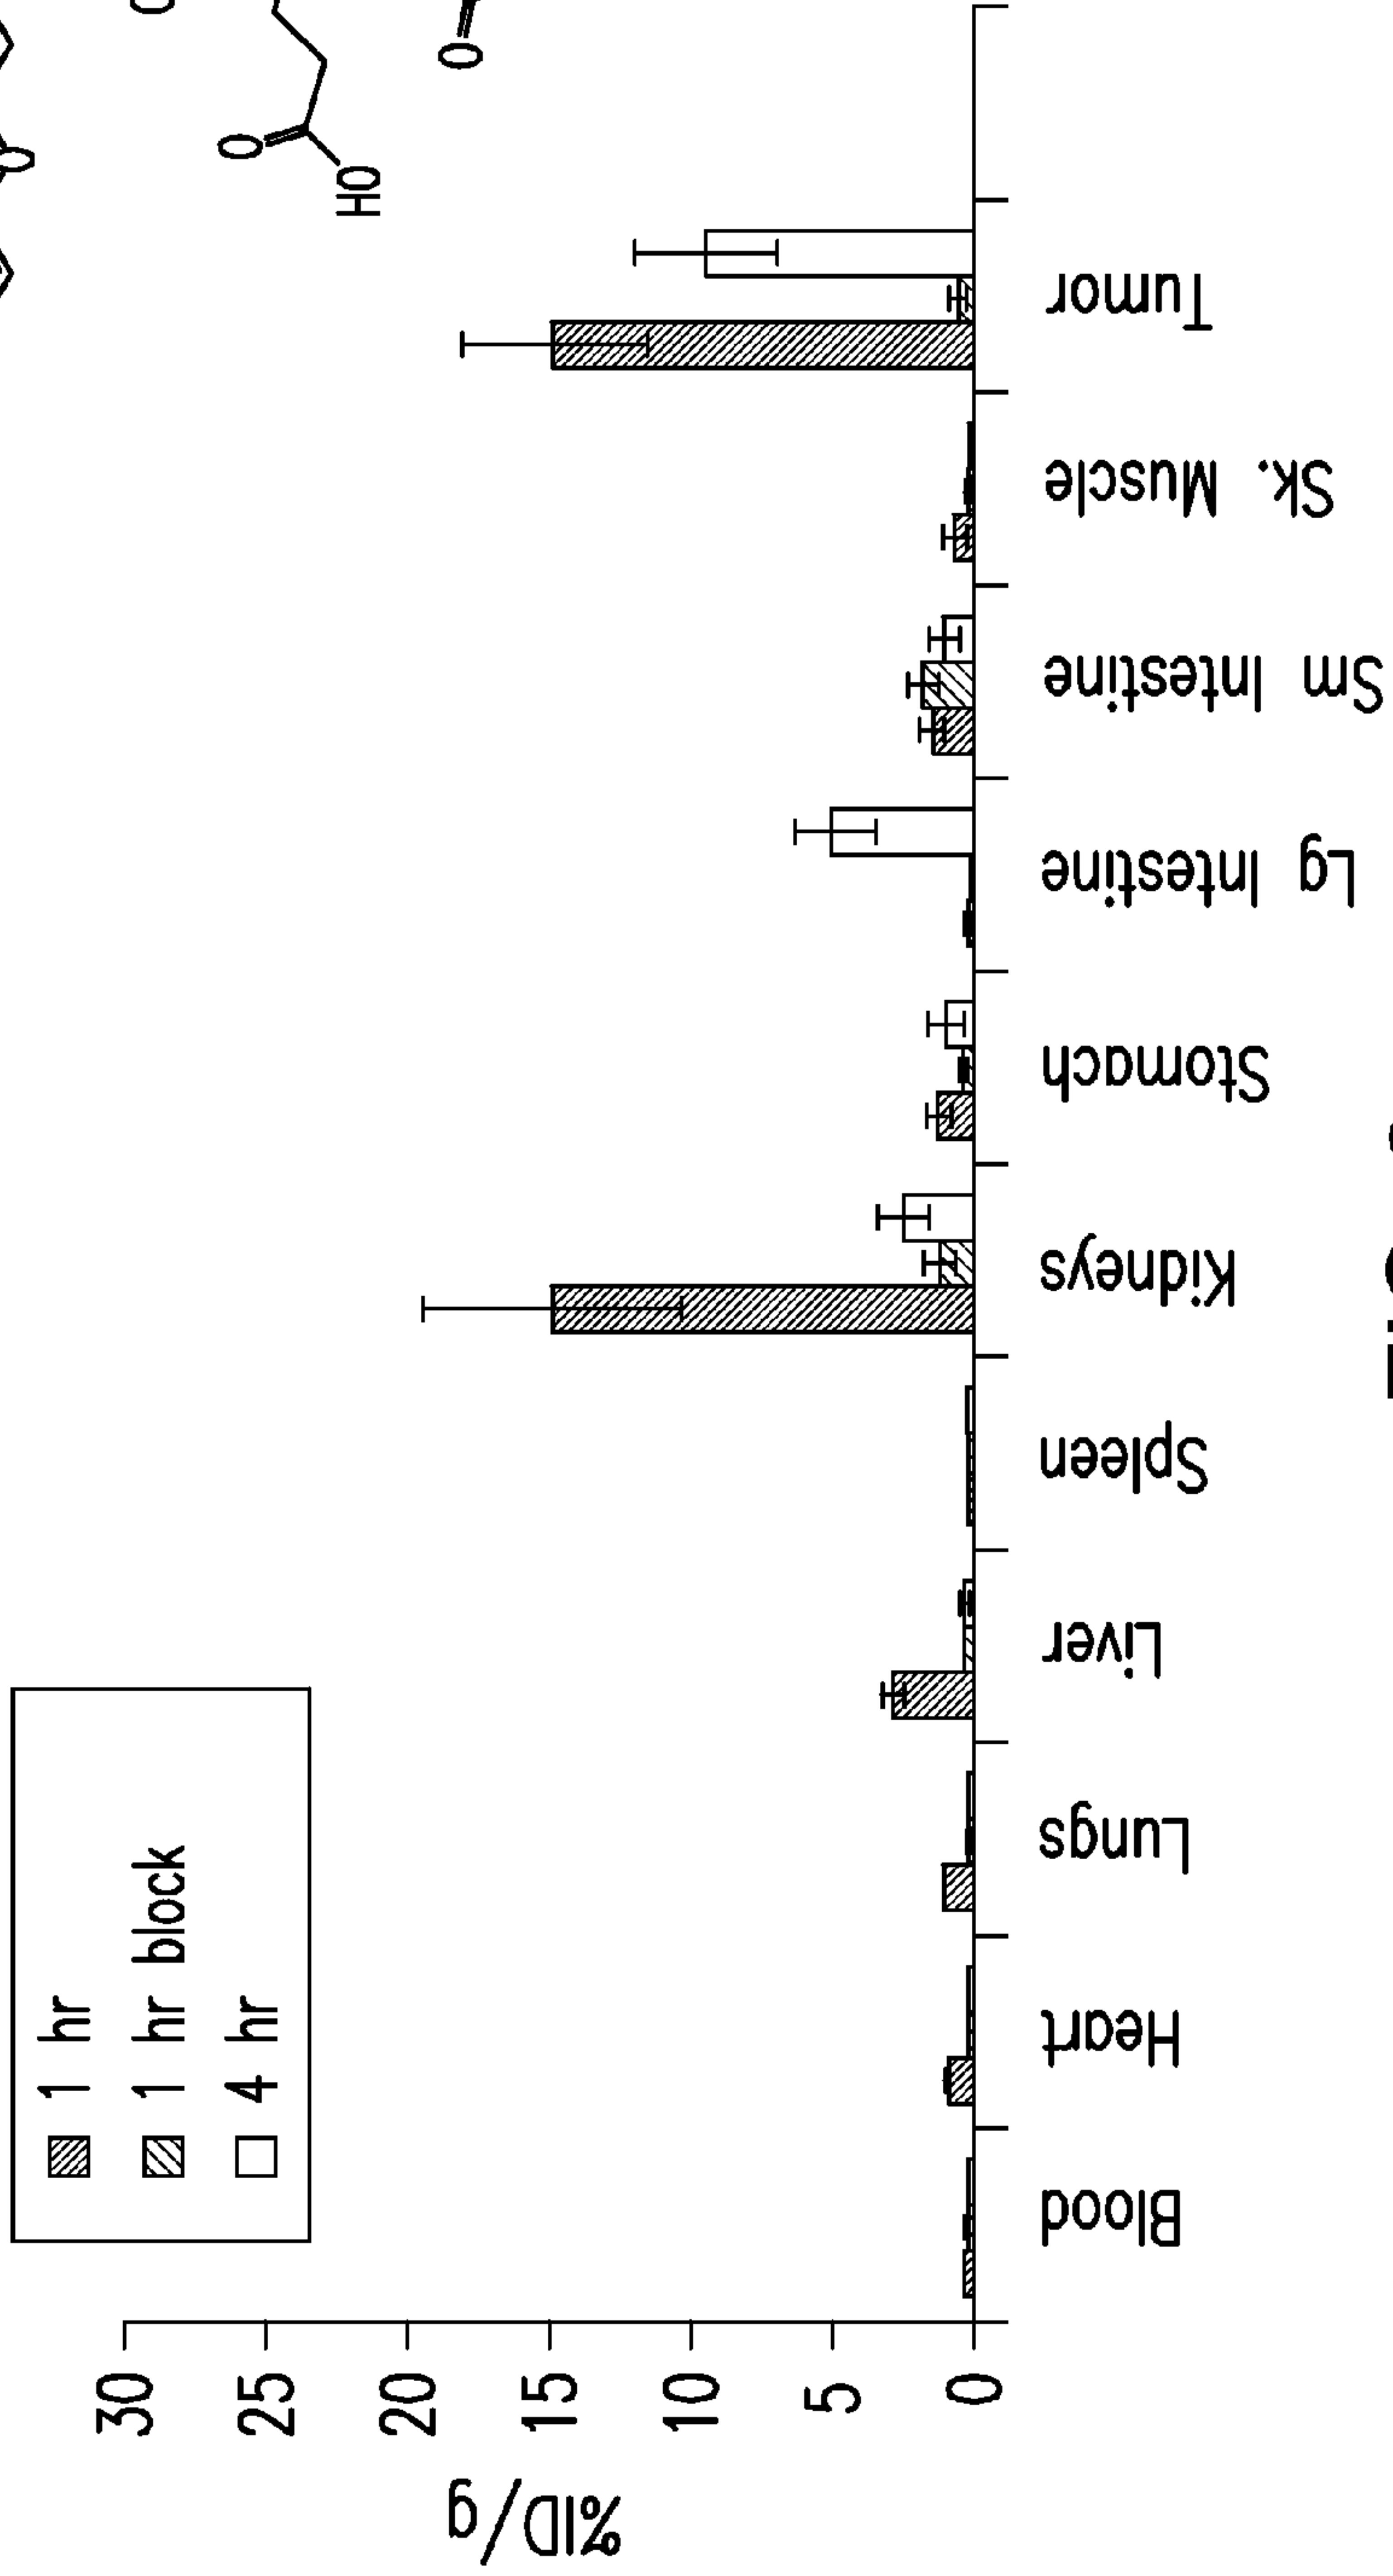 1 hr
1 hr block
4 hr
%ID/g
30
25
20
15
10
5
0
Blood
Heart
Lungs
Liver
Spleen
Kidneys
Stomach
Lg Intestine
Sm Intestine
Sk. Muscle
Tumor
O
HO
O
O